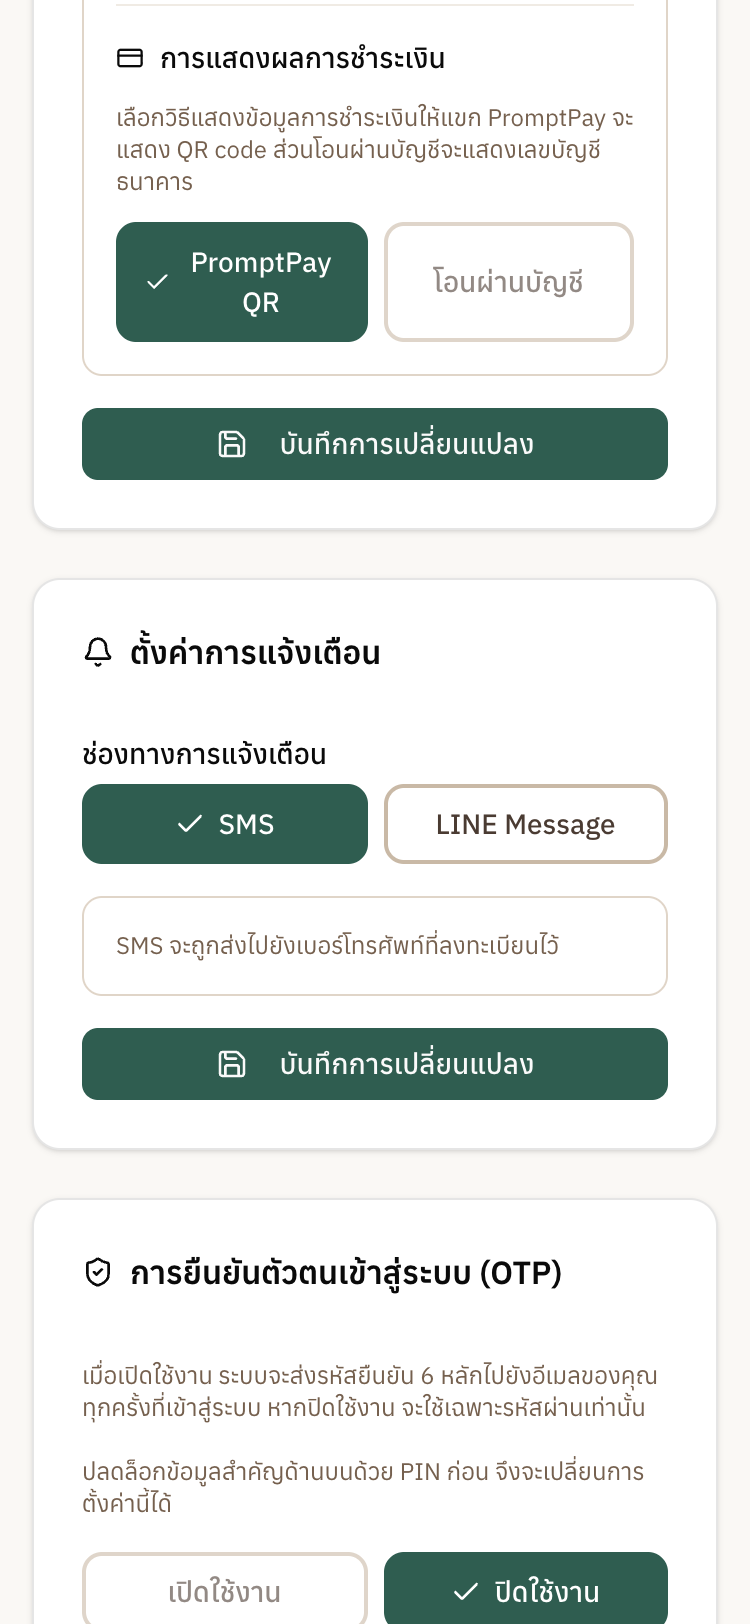 การแสดงผลการชำระเงิน
เลือกวิธีแสดงข้อมูลการชำระเงินให้แขก PromptPay จะ
แสดง QR code ส่วนโอนผ่านบัญชีจะแสดงเลขบัญชี
ธนาคาร
PromptPay
QR
โอนผ่านบัญชี
บันทึกการเปลี่ยนแปลง
ตั้งค่าการแจ้งเตือน
ช่องทางการแจ้งเตือน
SMS
LINE Message
SMS จะถูกส่งไปยังเบอร์โทรศัพท์ที่ลงทะเบียนไว้
บันทึกการเปลี่ยนแปลง
การยืนยันตัวตนเข้าสู่ระบบ (OTP)
เมื่อเปิดใช้งาน ระบบจะส่งรหัสยืนยัน 6 หลักไปยังอีเมลของคุณ
ทุกครั้งที่เข้าสู่ระบบ หากปิดใช้งาน จะใช้เฉพาะรหัสผ่านเท่านั้น
ปลดล็อกข้อมูลสำคัญด้านบนด้วย PIN ก่อน จึงจะเปลี่ยนการ
ตั้งค่านี้ได้
เปิดใช้งาน
ปิดใช้งาน